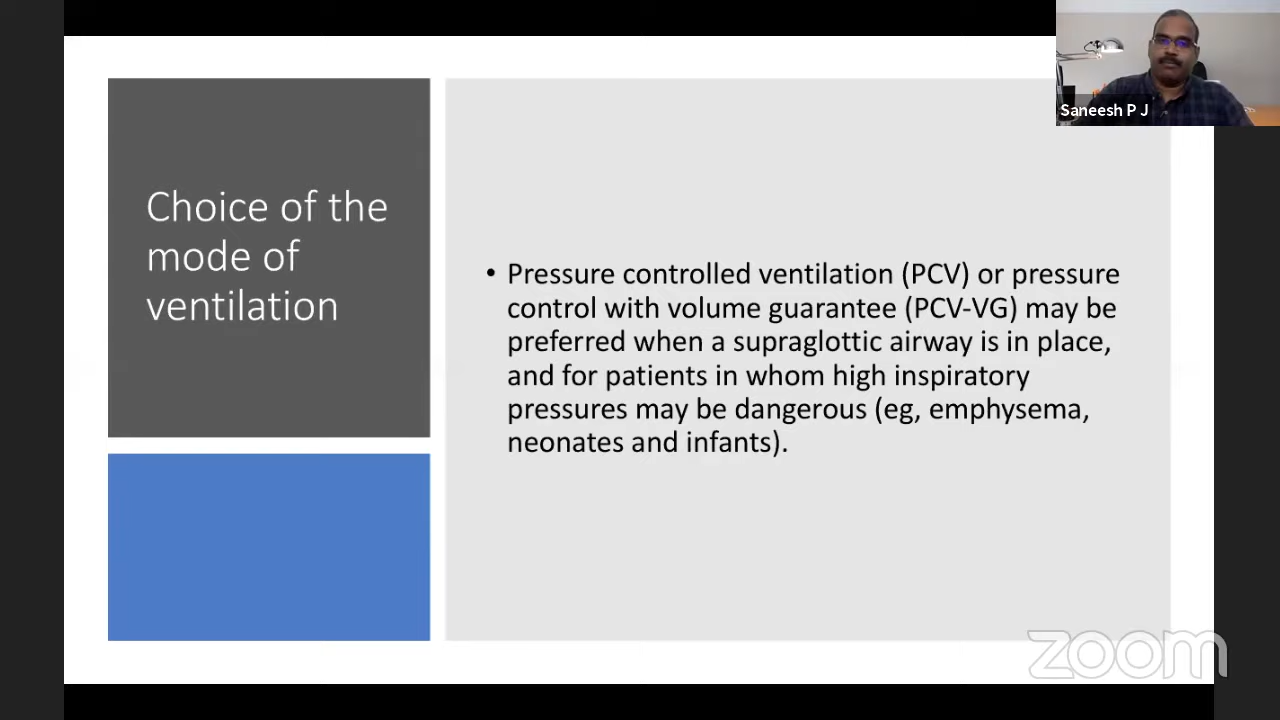 Saneesh P J
Choice of the
mode of
ventilation
• Pressure controlled ventilation (PCV) or pressure
control with volume guarantee (PCV-VG) may be
preferred when a supraglottic airway is in place,
and for patients in whom high inspiratory
pressures may be dangerous (eg, emphysema,
neonates and infants).
zoom